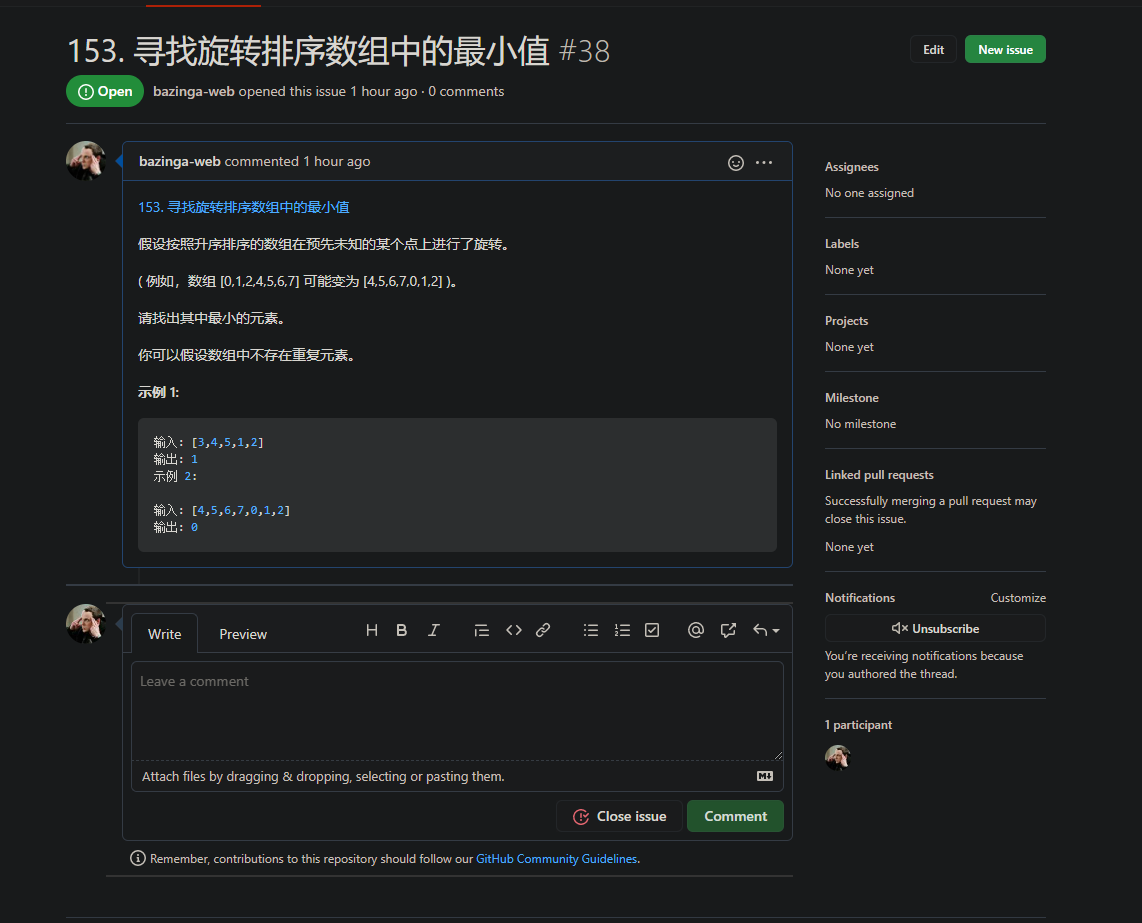 153. 寻找旋转排序数组中的最小值 #38
Edit
New issue
Open
bazinga-web opened this issue 1 hour ago · 0 comments
bazinga-web commented 1 hour ago
153. 寻找旋转排序数组中的最小值
假设按照升序排序的数组在预先未知的某个点上进行了旋转。
( 例如，数组 [0,1,2,4,5,6,7] 可能变为 [4,5,6,7,0,1,2] )。
请找出其中最小的元素。
你可以假设数组中不存在重复元素。
示例 1:
输入: [3,4,5,1,2]
输出: 1
示例 2:
输入: [4,5,6,7,0,1,2]
输出: 0
Write
Preview
Leave a comment
Attach files by dragging & dropping, selecting or pasting them.
Close issue
Comment
Remember, contributions to this repository should follow our GitHub Community Guidelines.
Assignees
No one assigned
Labels
None yet
Projects
None yet
Milestone
No milestone
Linked pull requests
Successfully merging a pull request may
close this issue.
None yet
Notifications
Customize
Unsubscribe
You’re receiving notifications because
you authored the thread.
1 participant